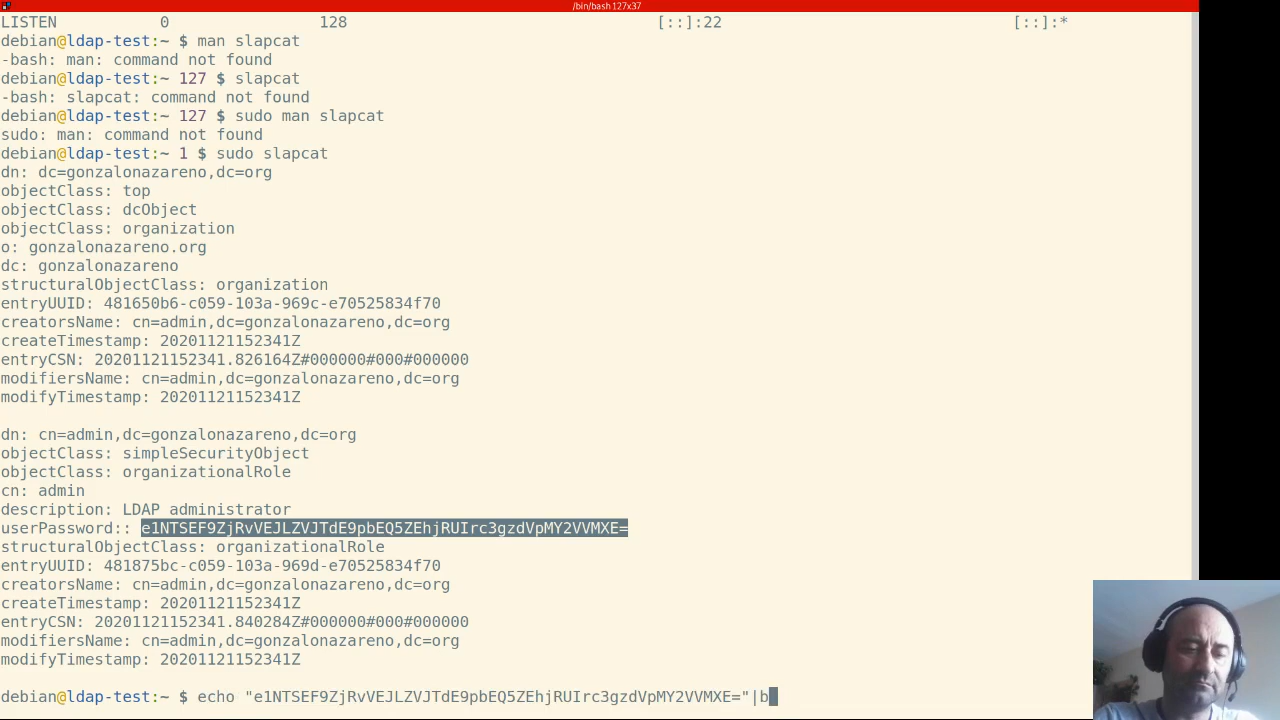 /bin/bash 127x37
LISTEN 0 128 [::]:22 [::]:*
debian@ldap-test:~ $ man slapcat
-bash: man: command not found
debian@ldap-test:~ 127 $ slapcat
-bash: slapcat: command not found
debian@ldap-test:~ 127 $ sudo man slapcat
sudo: man: command not found
debian@ldap-test:~ 1 $ sudo slapcat
dn: dc=gonzalonazareno,dc=org
objectClass: top
objectClass: dcObject
objectClass: organization
o: gonzalonazareno.org
dc: gonzalonazareno
structuralObjectClass: organization
entryUUID: 481650b6-c059-103a-969c-e70525834f70
creatorsName: cn=admin,dc=gonzalonazareno,dc=org
createTimestamp: 20201121152341Z
entryCSN: 20201121152341.826164Z#000000#000#000000
modifiersName: cn=admin,dc=gonzalonazareno,dc=org
modifyTimestamp: 20201121152341Z
dn: cn=admin,dc=gonzalonazareno,dc=org
objectClass: simpleSecurityObject
objectClass: organizationalRole
cn: admin
description: LDAP administrator
userPassword:: e1NTSEF9ZjRvVEJLZVJTdE9pbEQ5ZEhjRUIrc3gzdVpMY2VVMXE=
structuralObjectClass: organizationalRole
entryUUID: 481875bc-c059-103a-969d-e70525834f70
creatorsName: cn=admin,dc=gonzalonazareno,dc=org
createTimestamp: 20201121152341Z
entryCSN: 20201121152341.840284Z#000000#000#000000
modifiersName: cn=admin,dc=gonzalonazareno,dc=org
modifyTimestamp: 20201121152341Z
debian@ldap-test:~ $ echo "e1NTSEF9ZjRvVEJLZVJTdE9pbEQ5ZEhjRUIrc3gzdVpMY2VVMXE="|b